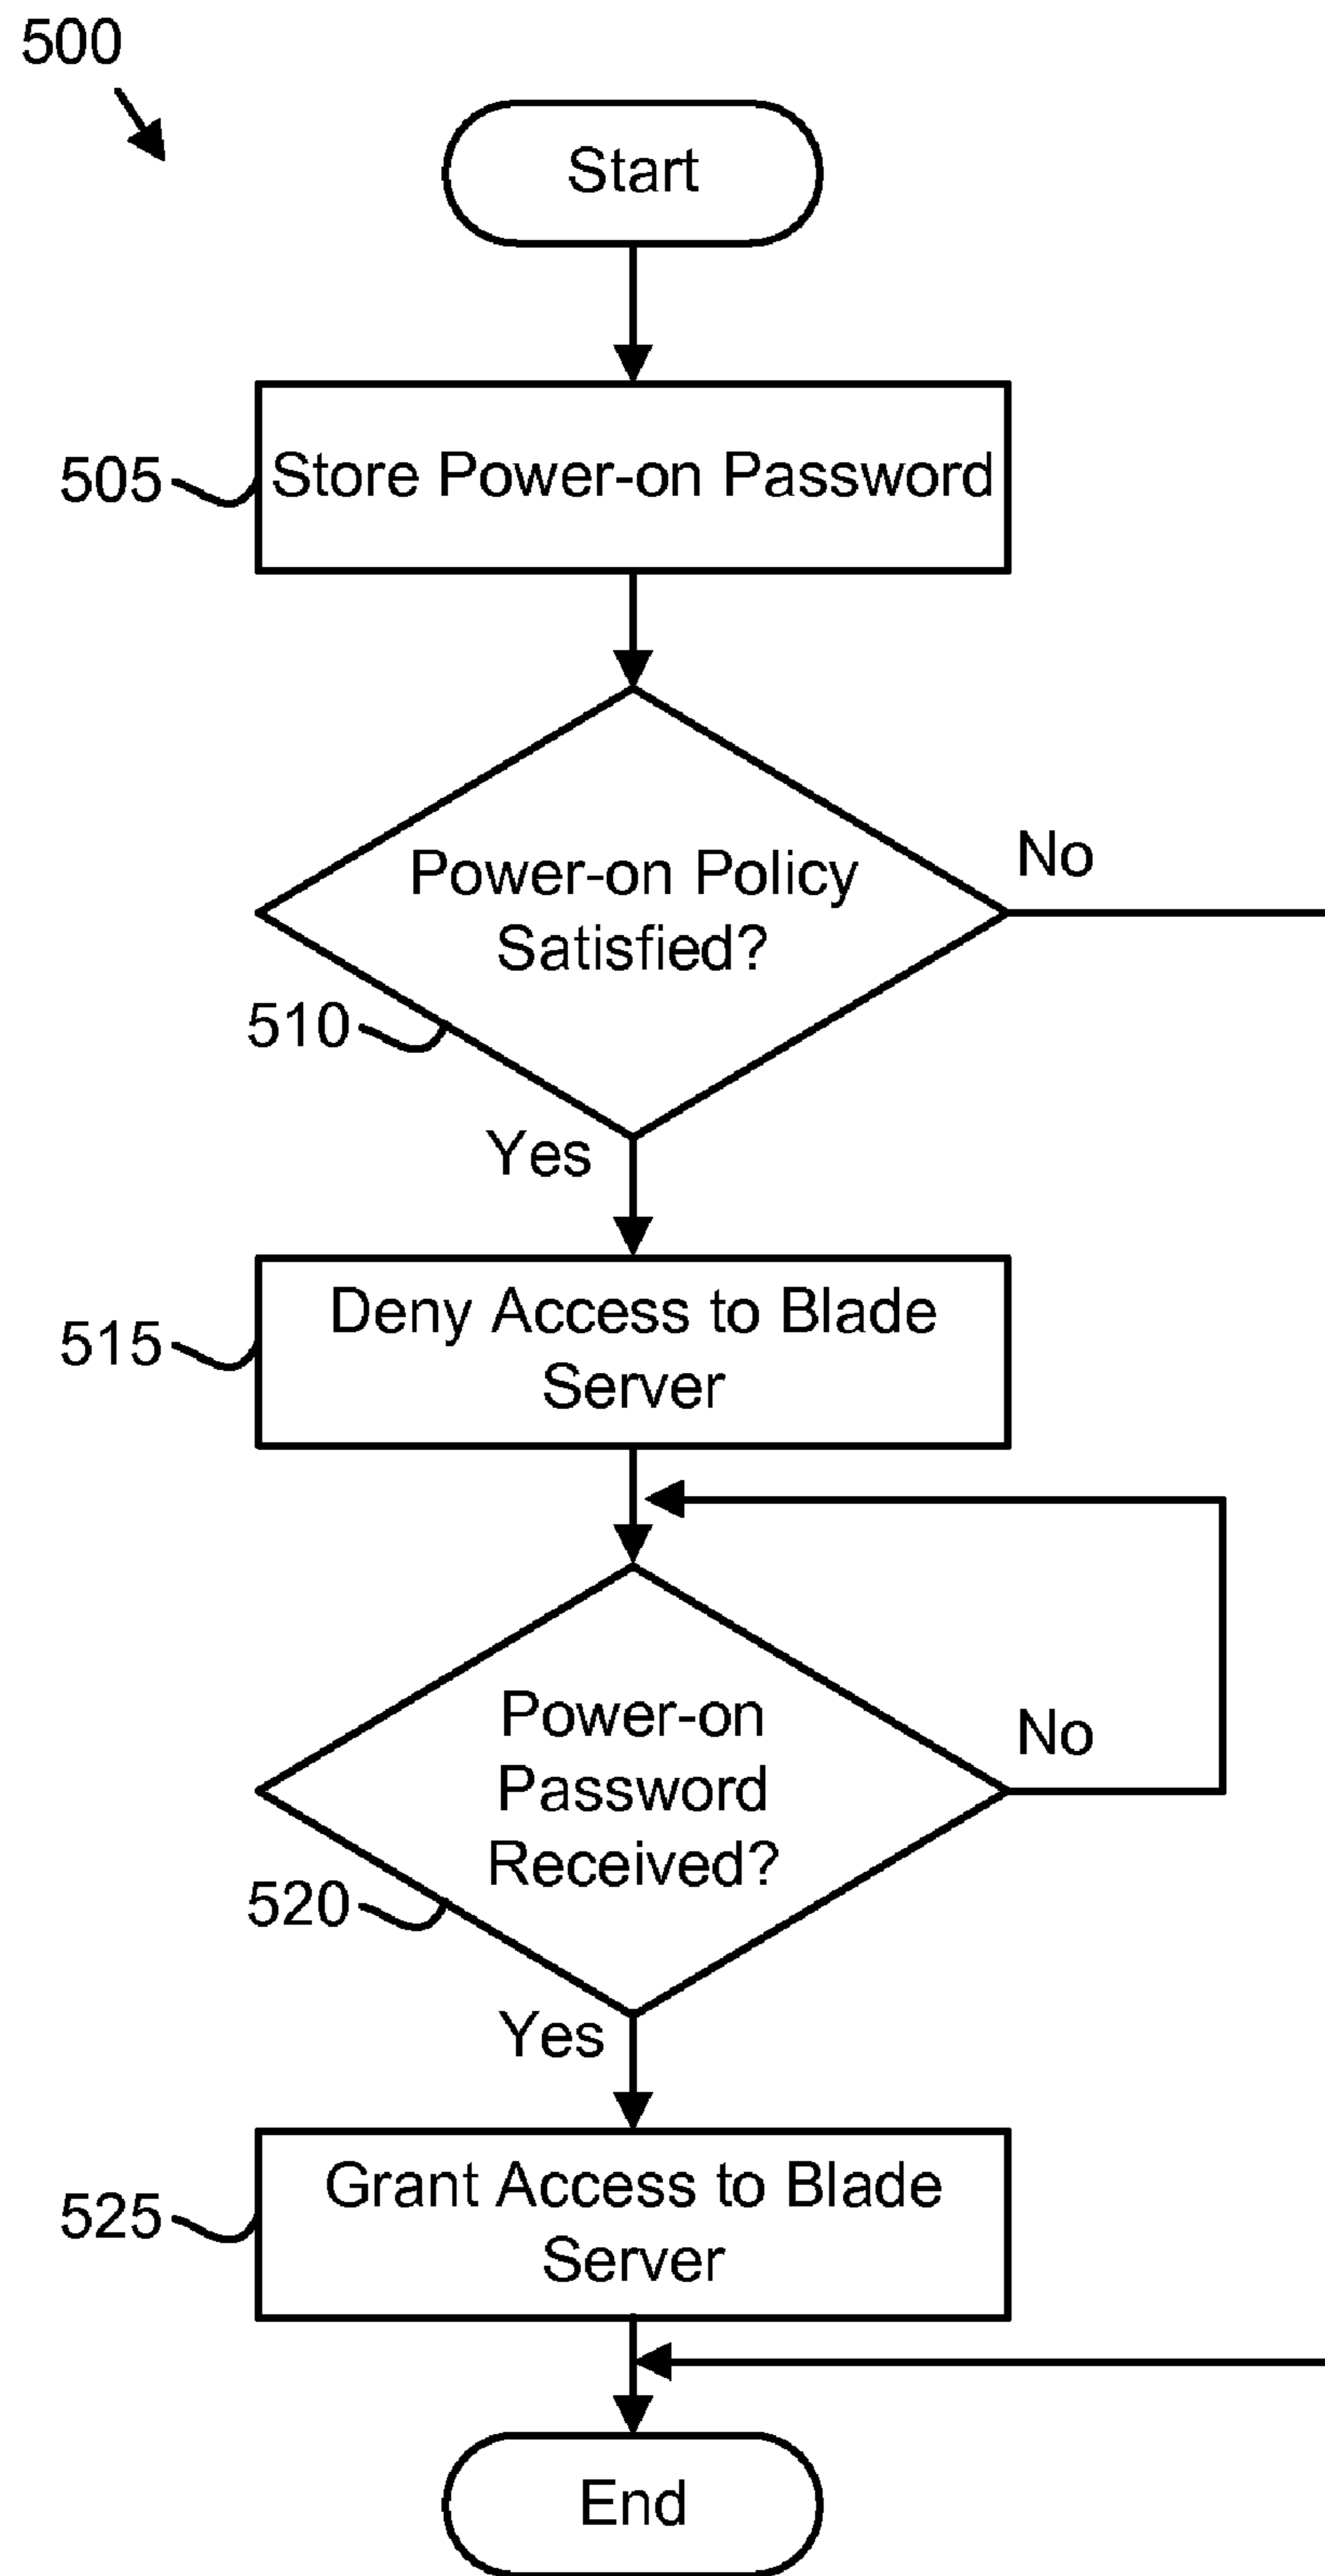 500
Start
505
Store Power-on Password
Power-on Policy
Satisfied?
No
510
Yes
515
Deny Access to Blade
Server
Power-on
Password
Received?
No
520
Yes
525
Grant Access to Blade
Server
End